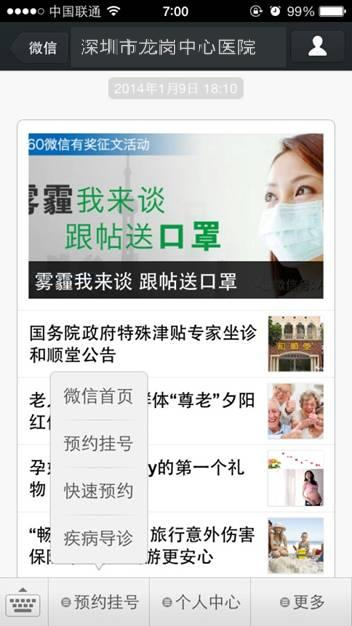 中国联通 7:00 99%
微信 深圳市龙岗中心医院
2014年1月9日 18:10
60微信有奖征文活动
雾霾我来谈
跟帖送口罩
雾霾我来谈 跟帖送口罩
国务院政府特殊津贴专家坐诊
和顺堂公告
老 群体“尊老”夕阳
红
孕 y的第一个礼
物
“畅 旅行意外伤害
保 游更安心
微信首页
预约挂号
快速预约
疾病导诊
预约挂号 个人中心 更多